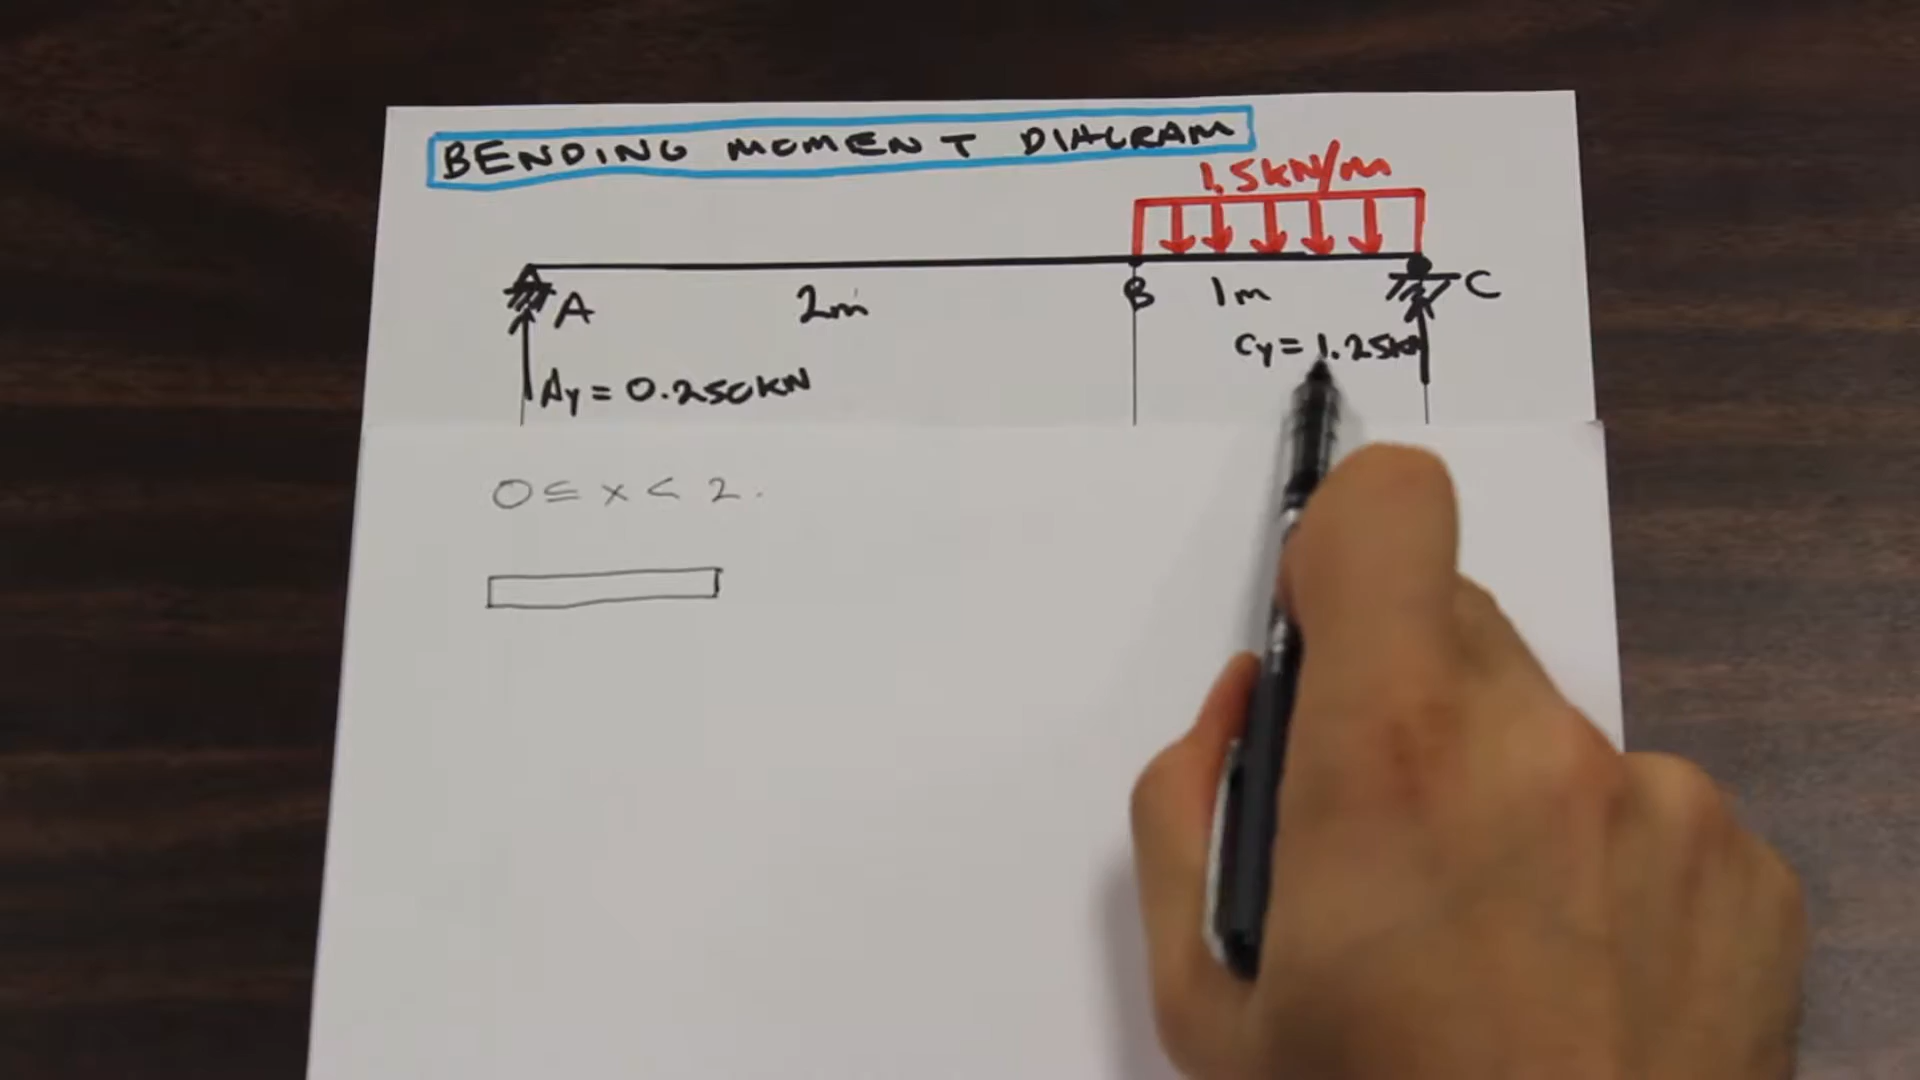 BENDING MOMENT DIAGRAM
1.5kN/m
A
2m
B
1m
C
Cy = 1.25kN
Ay = 0.250kN
0 ≤ x < 2.